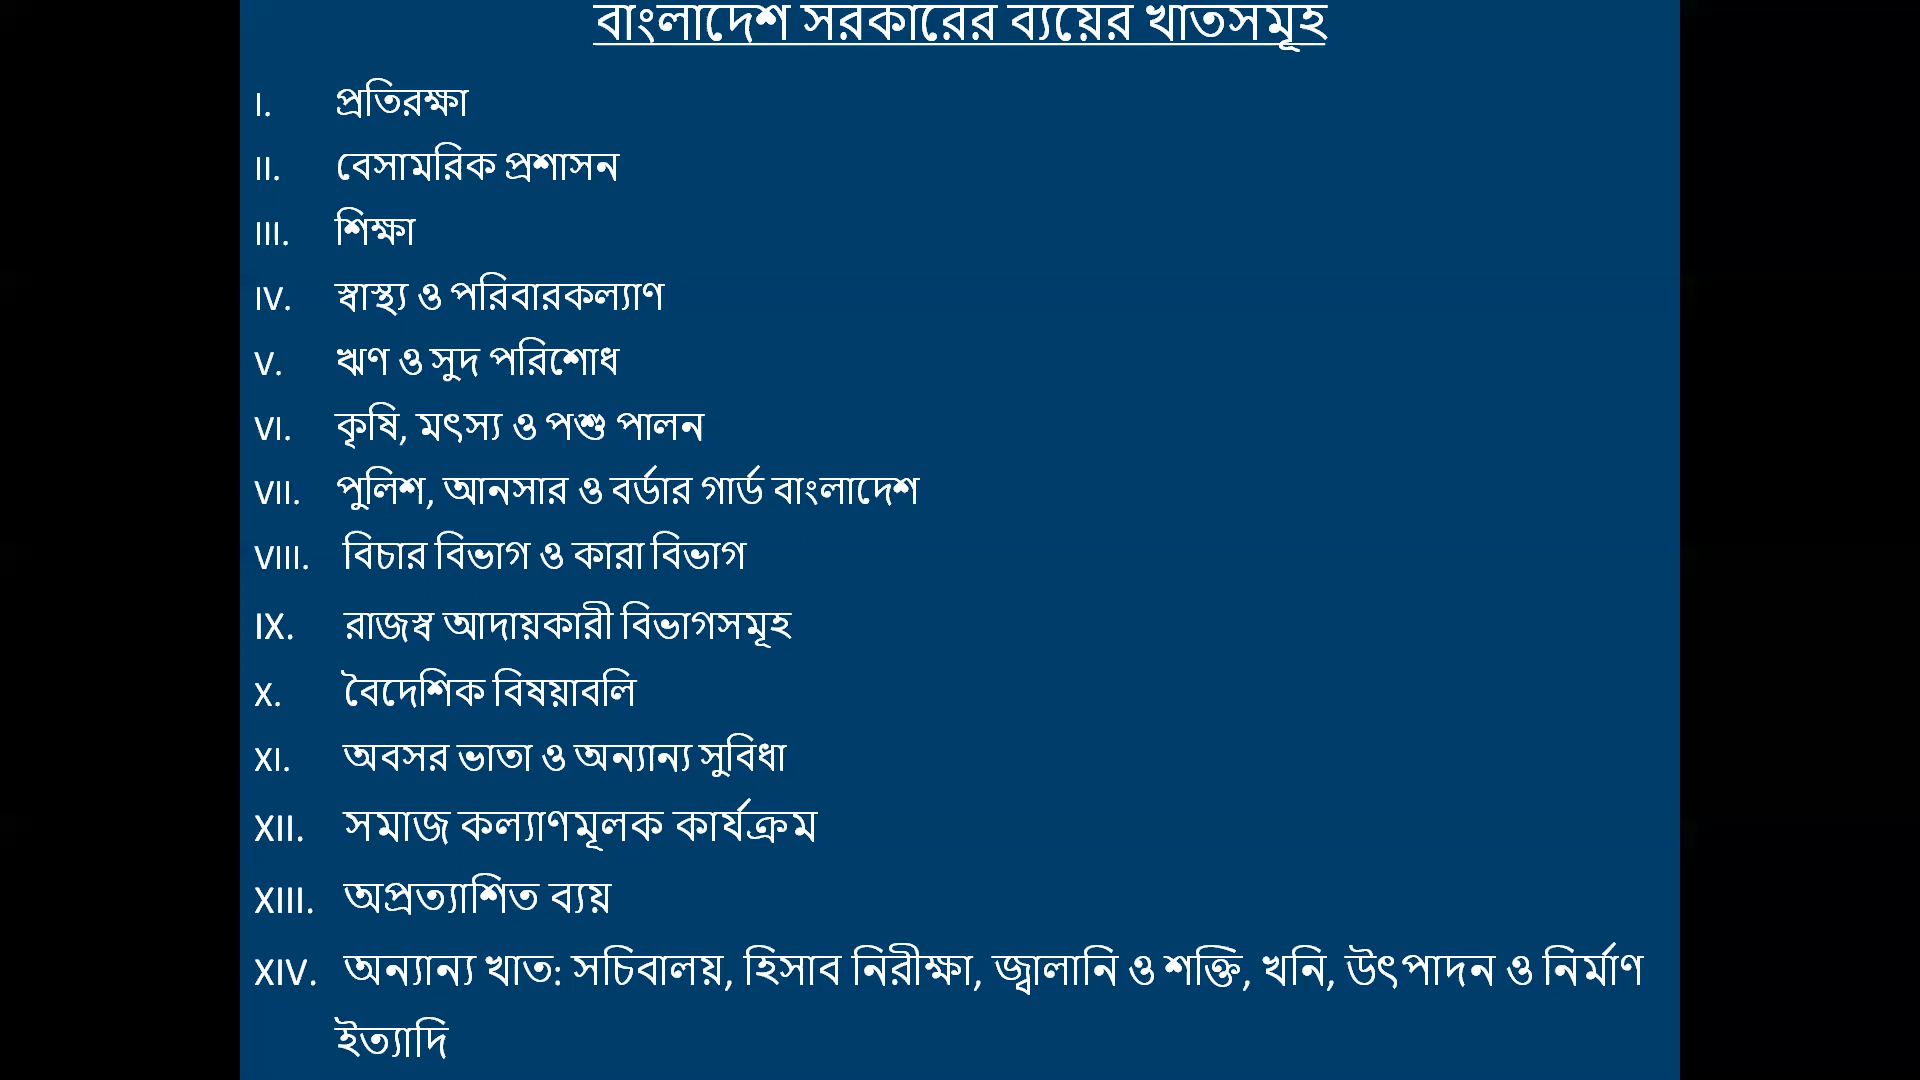 বাংলাদেশ সরকারের ব্যয়ের খাতসমূহ
I. প্রতিরক্ষা
II. বেসামরিক প্রশাসন
III. শিক্ষা
IV. স্বাস্থ্য ও পরিবারকল্যাণ
V. ঋণ ও সুদ পরিশোধ
VI. কৃষি, মৎস্য ও পশু পালন
VII. পুলিশ, আনসার ও বর্ডার গার্ড বাংলাদেশ
VIII. বিচার বিভাগ ও কারা বিভাগ
IX. রাজস্ব আদায়কারী বিভাগসমূহ
X. বৈদেশিক বিষয়াবলি
XI. অবসর ভাতা ও অন্যান্য সুবিধা
XII. সমাজ কল্যাণমূলক কার্যক্রম
XIII. অপ্রত্যাশিত ব্যয়
XIV. অন্যান্য খাত: সচিবালয়, হিসাব নিরীক্ষা, জ্বালানি ও শক্তি, খনি, উৎপাদন ও নির্মাণ
ইত্যাদি